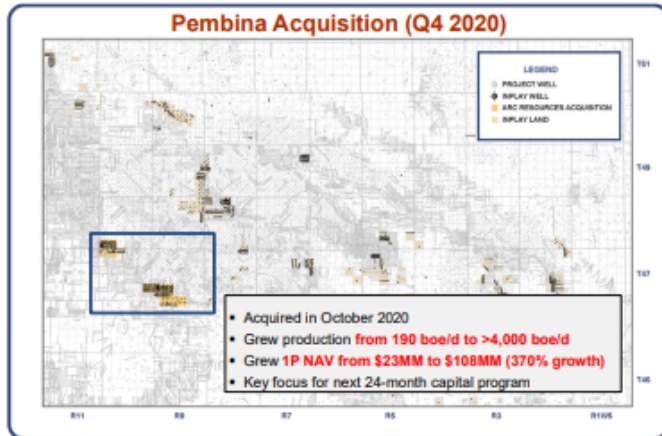 Pembina Acquisition (Q4 2020)
LEGEND
PROJECT WELL
INPLAY WELL
ARC RESOURCES ACQUISITION
INPLAY LAND
T51
T49
T47
T45
• Acquired in October 2020
• Grew production from 190 boe/d to >4,000 boe/d
• Grew 1P NAV from $23MM to $108MM (370% growth)
• Key focus for next 24-month capital program
R11 R9 R7 R5 R3 R1W5